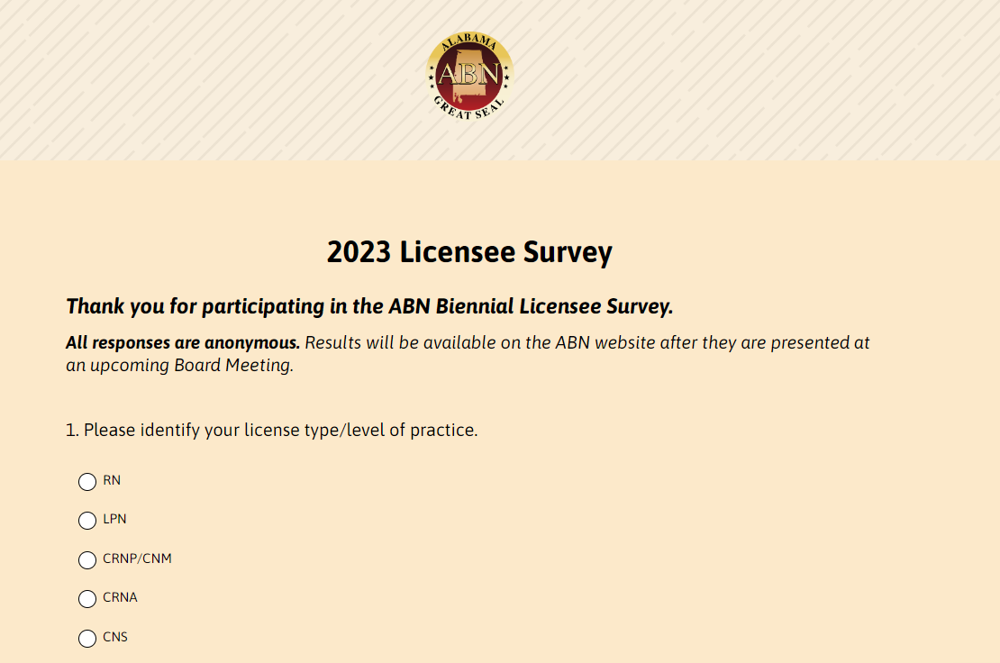 ALABAMA
ABN
GREAT SEAL
2023 Licensee Survey
Thank you for participating in the ABN Biennial Licensee Survey.
All responses are anonymous. Results will be available on the ABN website after they are presented at
an upcoming Board Meeting.
1. Please identify your license type/level of practice.
RN
LPN
CRNP/CNM
CRNA
CNS